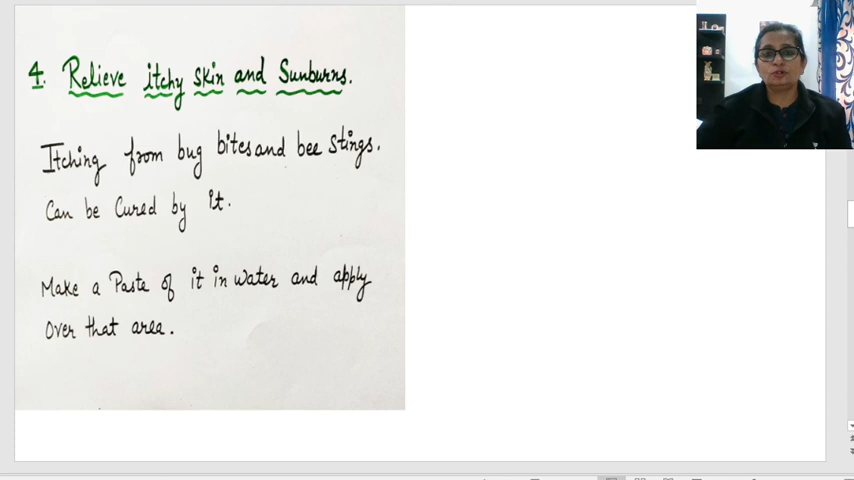 4. Relieve itchy skin and Sunburns.
Itching from bug bites and bee stings.
Can be Cured by it.
Make a Paste of it in water and apply
Over that area.